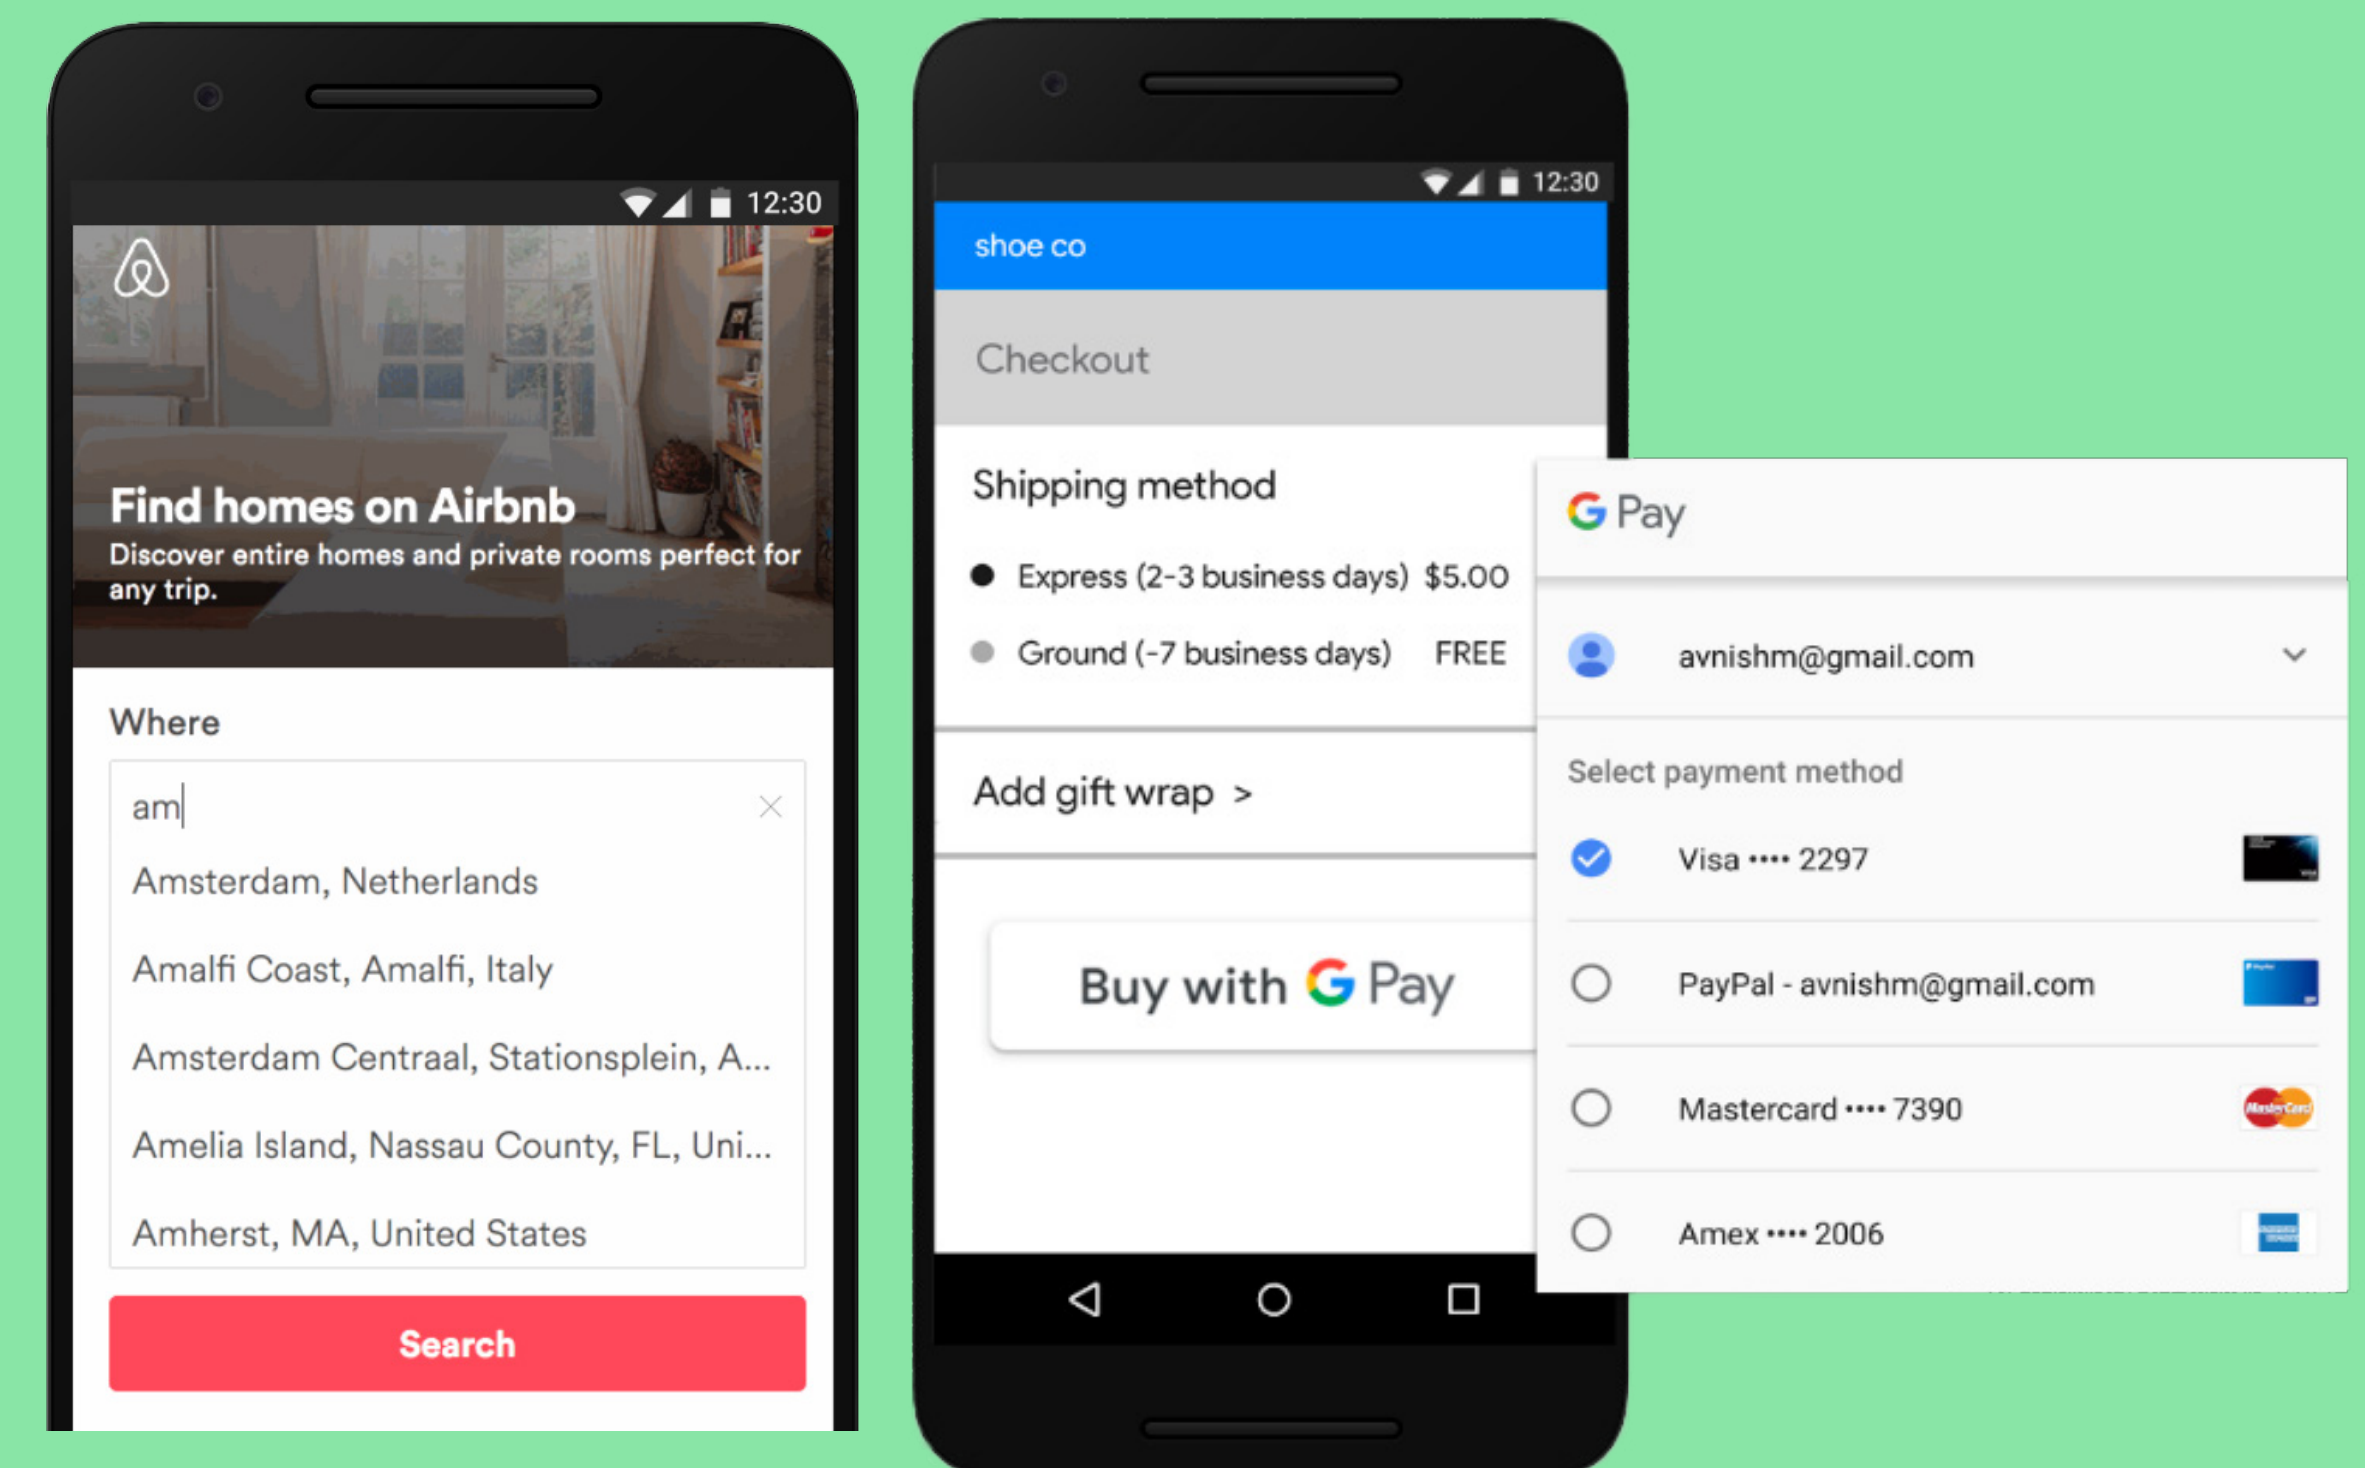 12:30
Find homes on Airbnb
Discover entire homes and private rooms perfect for
any trip.
Where
am
Amsterdam, Netherlands
Amalfi Coast, Amalfi, Italy
Amsterdam Centraal, Stationsplein, A...
Amelia Island, Nassau County, FL, Uni...
Amherst, MA, United States
Search
12:30
shoe co
Checkout
Shipping method
Express (2-3 business days) $5.00
Ground (-7 business days) FREE
Add gift wrap >
Buy with G Pay
G Pay
avnishm@gmail.com
Select payment method
Visa •••• 2297
PayPal - avnishm@gmail.com
Mastercard •••• 7390
MasterCard
Amex •••• 2006